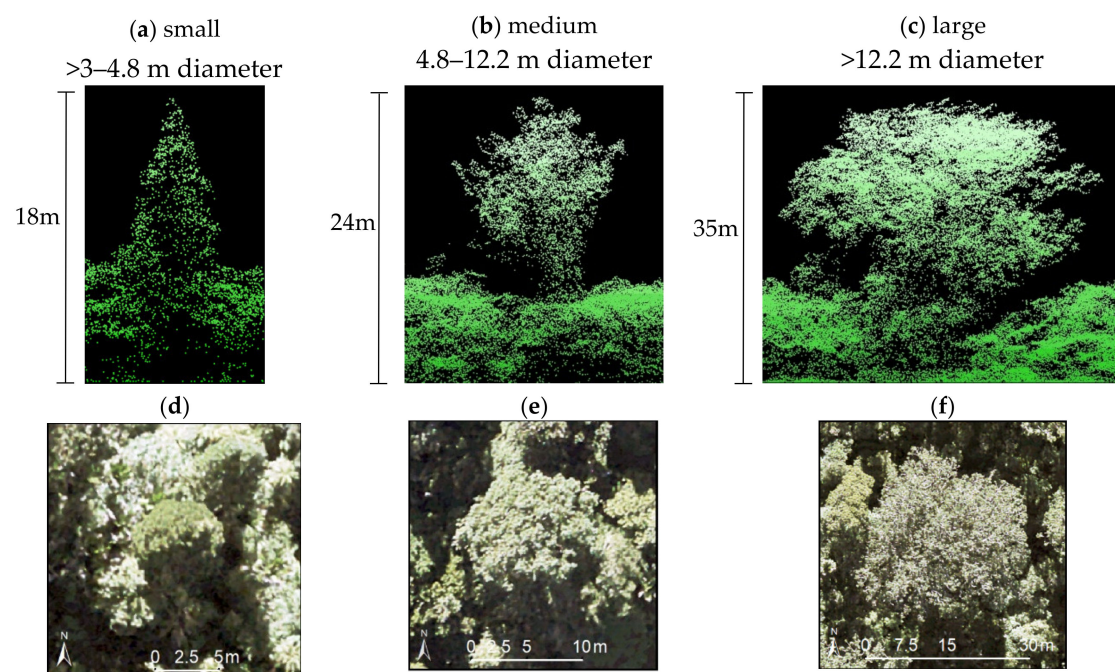 (a) small
>3–4.8 m diameter
(b) medium
4.8–12.2 m diameter
(c) large
>12.2 m diameter
18m
24m
35m
(d)
(e)
(f)
N
0 2.5 5m
N
0 2.5 5 10m
N
0 7.5 15 30m